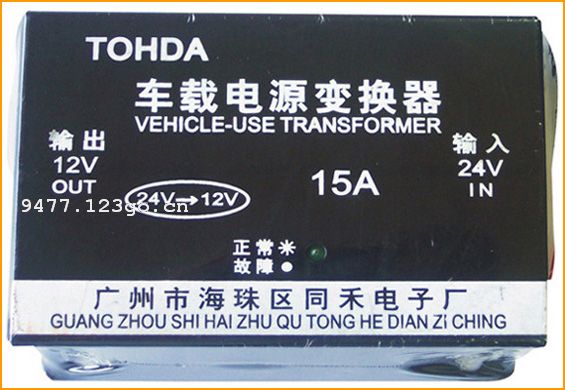 TOHDA
车载电源变换器
VEHICLE-USE TRANSFORMER
输出
12V
OUT
输入
24V
IN
15A
24V→12V
9477.123go.cn
正常☀
故障●
广州市海珠区同禾电子厂
GUANG ZHOU SHI HAI ZHU QU TONG HE DIAN Zi CHING